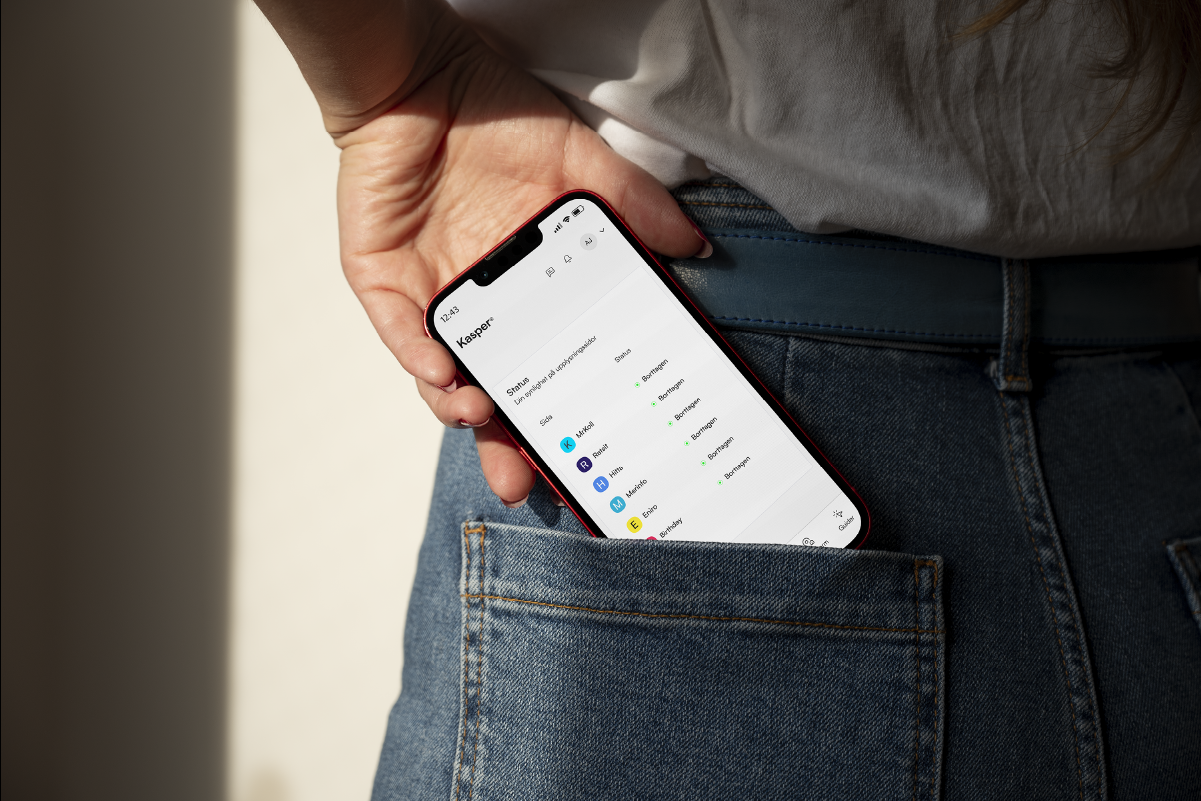 12:43
AJ
Kasper®
Status
Din synlighet på upplysningssidor
Sida Status
K MrKoll Borttagen
R Ratsit Borttagen
H Hitta Borttagen
M Merinfo Borttagen
E Eniro Borttagen
Birthday Borttagen
Guider